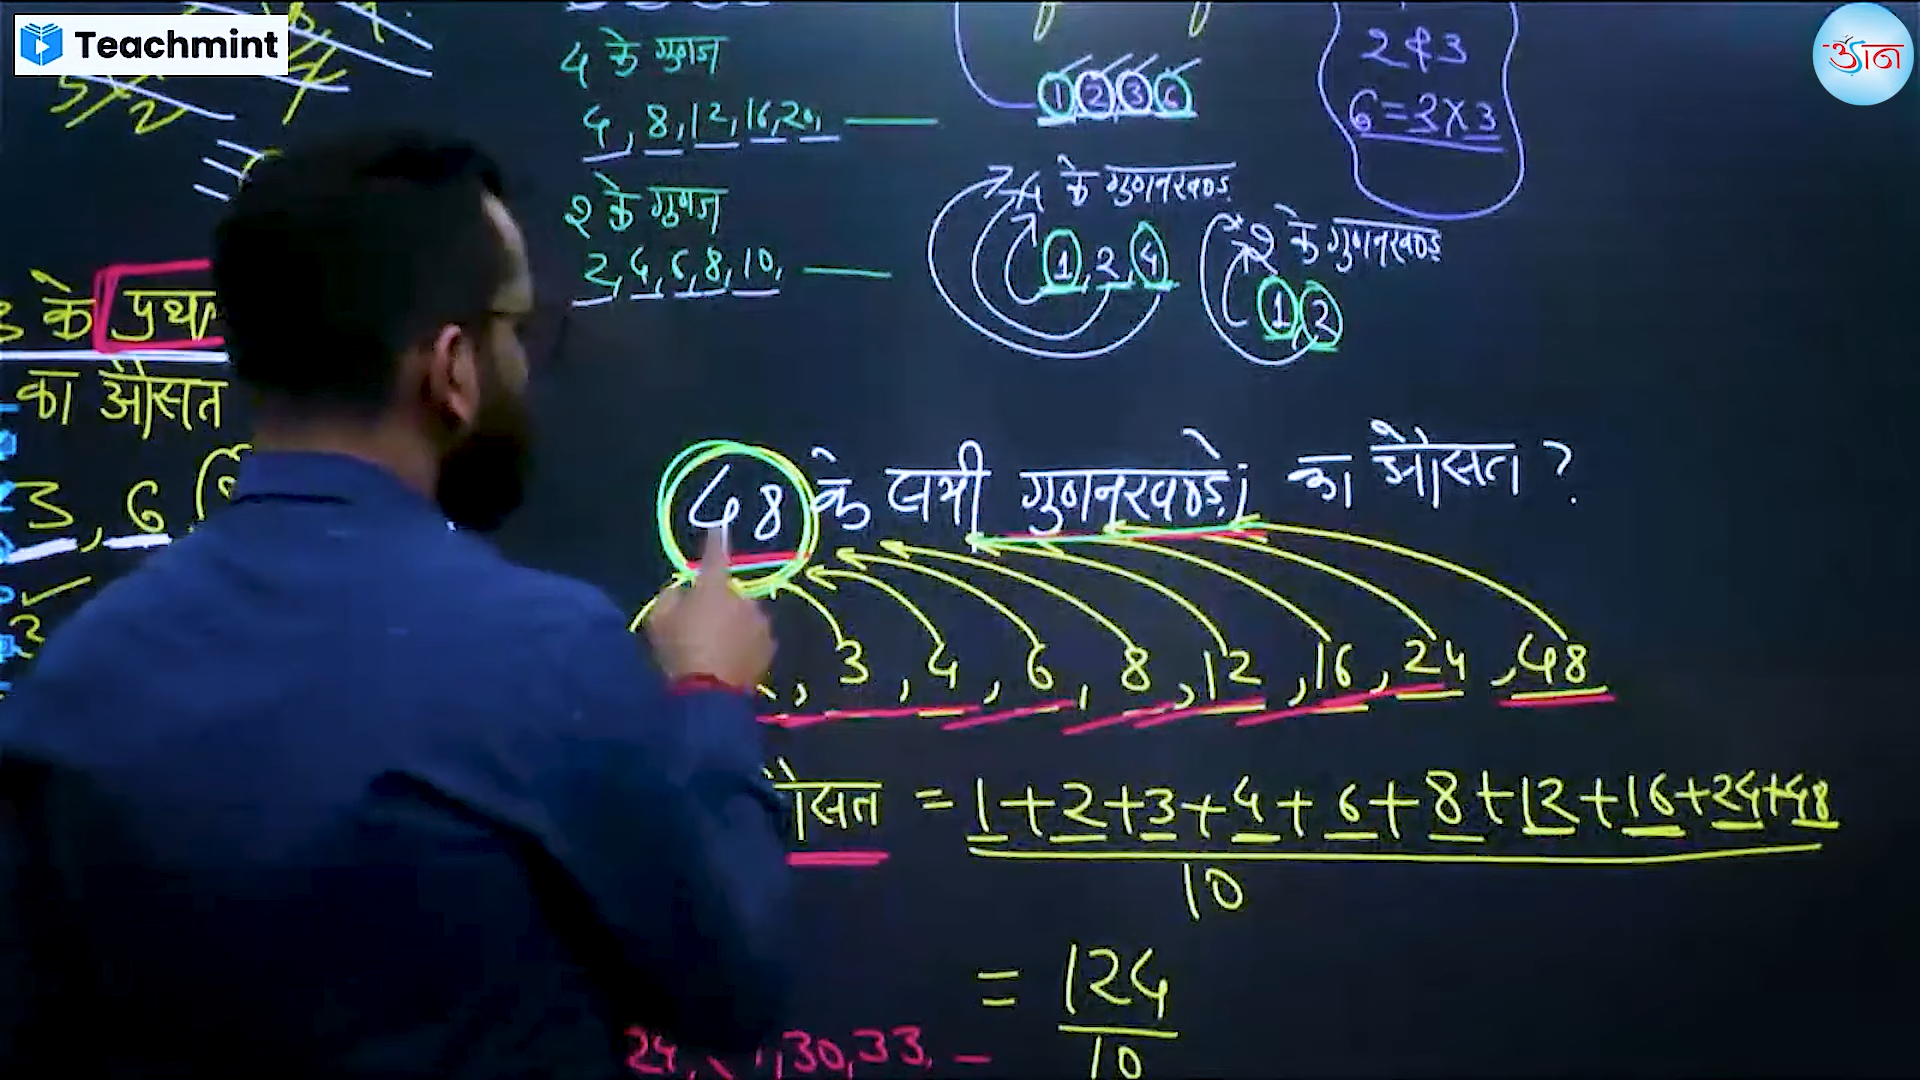 Teachmint
ज्ञान
4 के गुणज
4, 8, 12, 16, 20,
2 के गुणज
2, 4, 6, 8, 10,
1 2 3 6
2 व 3
6=2×3
4 के गुणनखण्ड
1, 2, 4
2 के गुणनखण्ड
1, 2
के
का औसत
3, 6
48 के सभी गुणनखण्डों का औसत ?
, 3, 4, 6, 8, 12, 16, 24, 48
= 1+2+3+4+6+8+12+16+24+48
10
= 124
10
24, 30, 33,